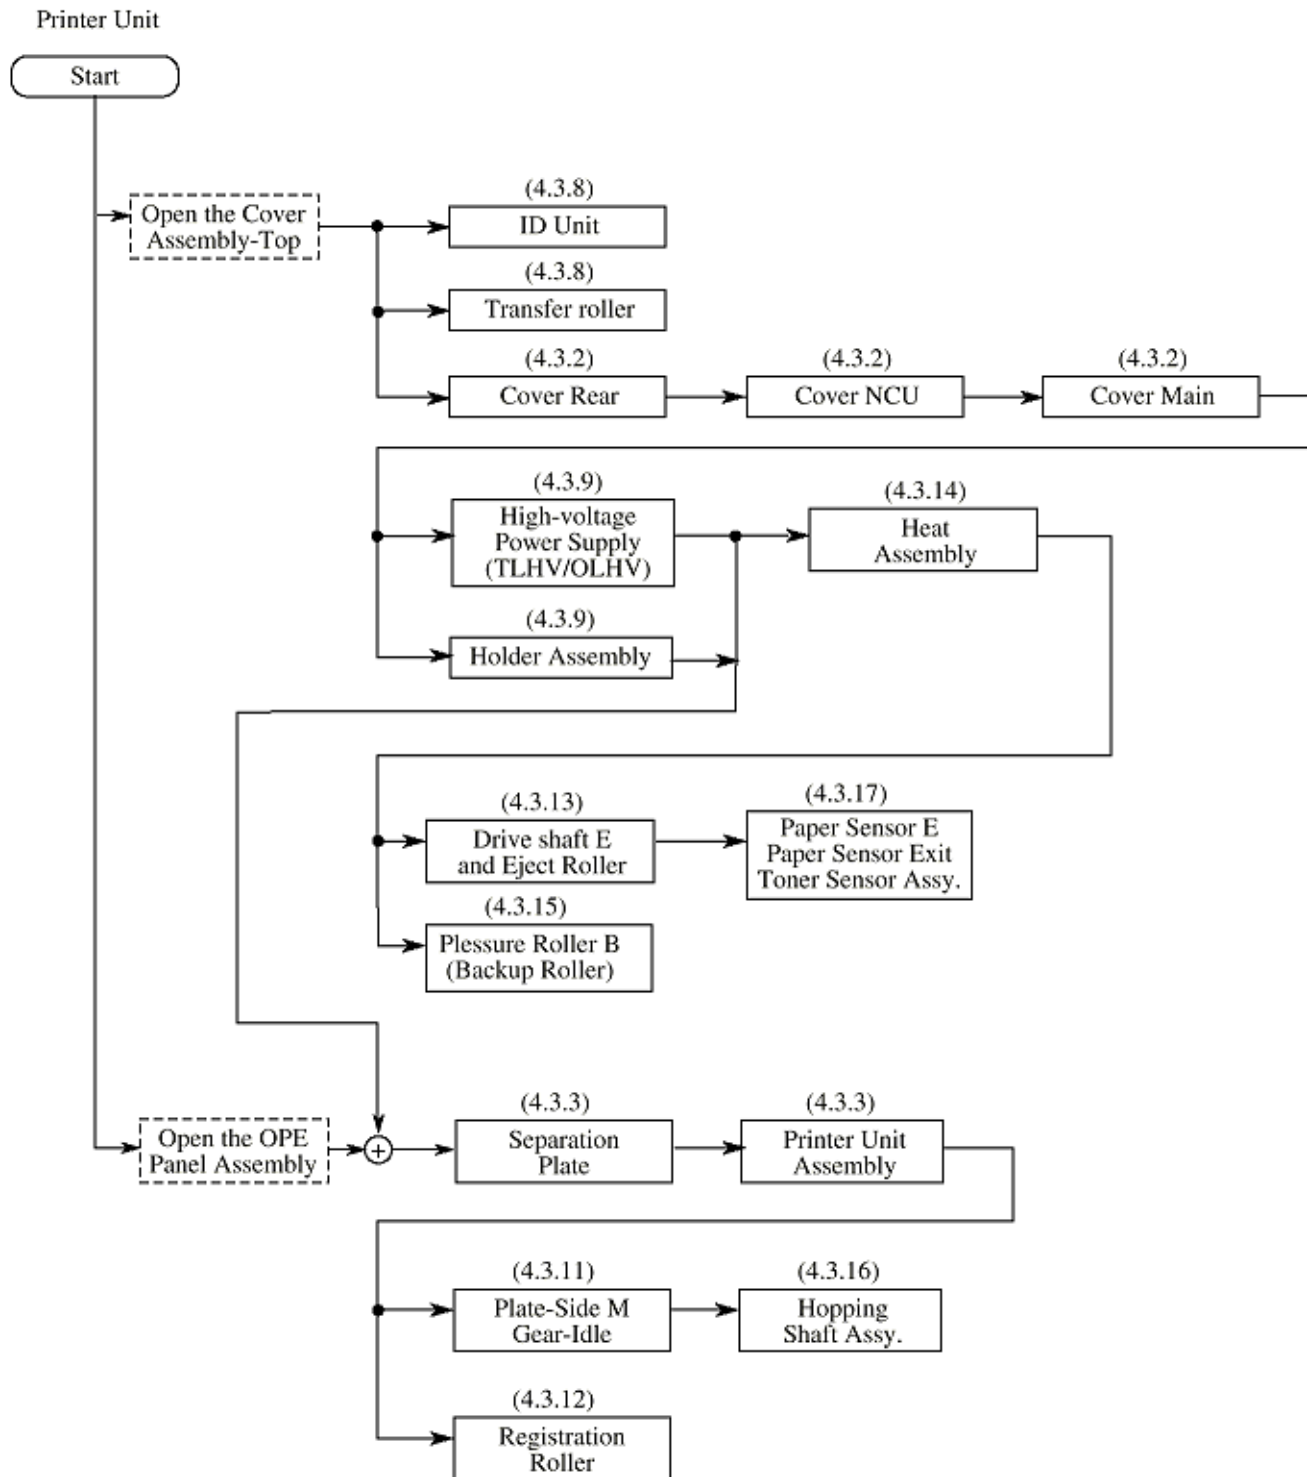 Printer Unit
Start
(4.3.8)
Open the Cover
Assembly-Top
ID Unit
(4.3.8)
Transfer roller
(4.3.2)
(4.3.2)
(4.3.2)
Cover Rear
Cover NCU
Cover Main
(4.3.9)
(4.3.14)
High-voltage
Power Supply
(TLHV/OLHV)
Heat
Assembly
(4.3.9)
Holder Assembly
(4.3.13)
(4.3.17)
Drive shaft E
and Eject Roller
Paper Sensor E
Paper Sensor Exit
Toner Sensor Assy.
(4.3.15)
Plessure Roller B
(Backup Roller)
(4.3.3)
(4.3.3)
Open the OPE
Panel Assembly
+
Separation
Plate
Printer Unit
Assembly
(4.3.11)
(4.3.16)
Plate-Side M
Gear-Idle
Hopping
Shaft Assy.
(4.3.12)
Registration
Roller